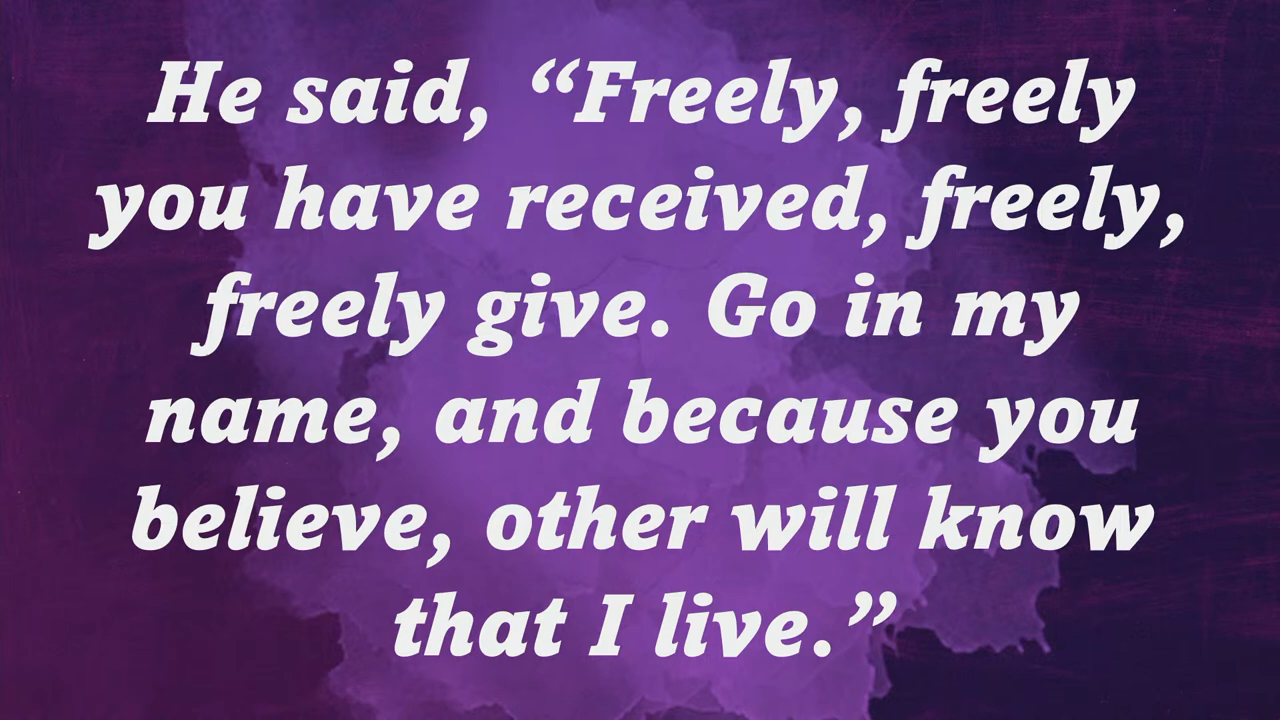 He said, “Freely, freely
you have received, freely,
freely give. Go in my
name, and because you
believe, other will know
that I live.”